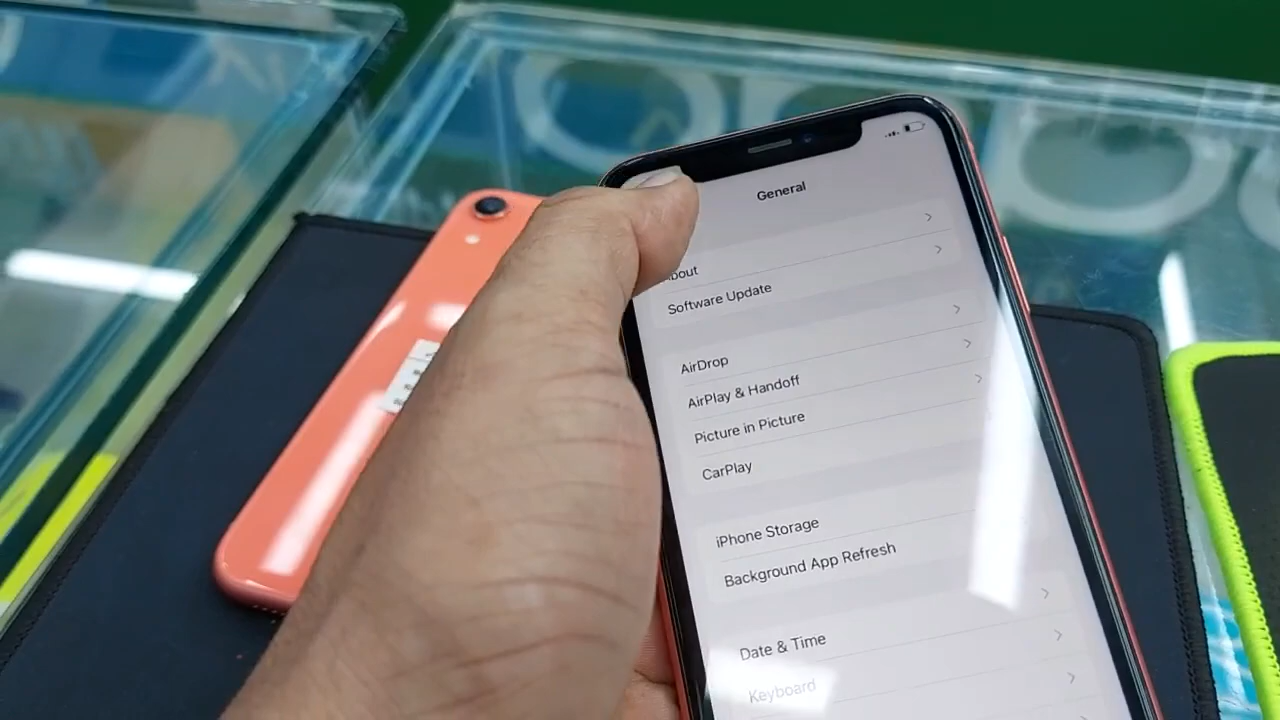 General
bout
Software Update
AirDrop
AirPlay & Handoff
Picture in Picture
CarPlay
iPhone Storage
Background App Refresh
Date & Time
Keyboard